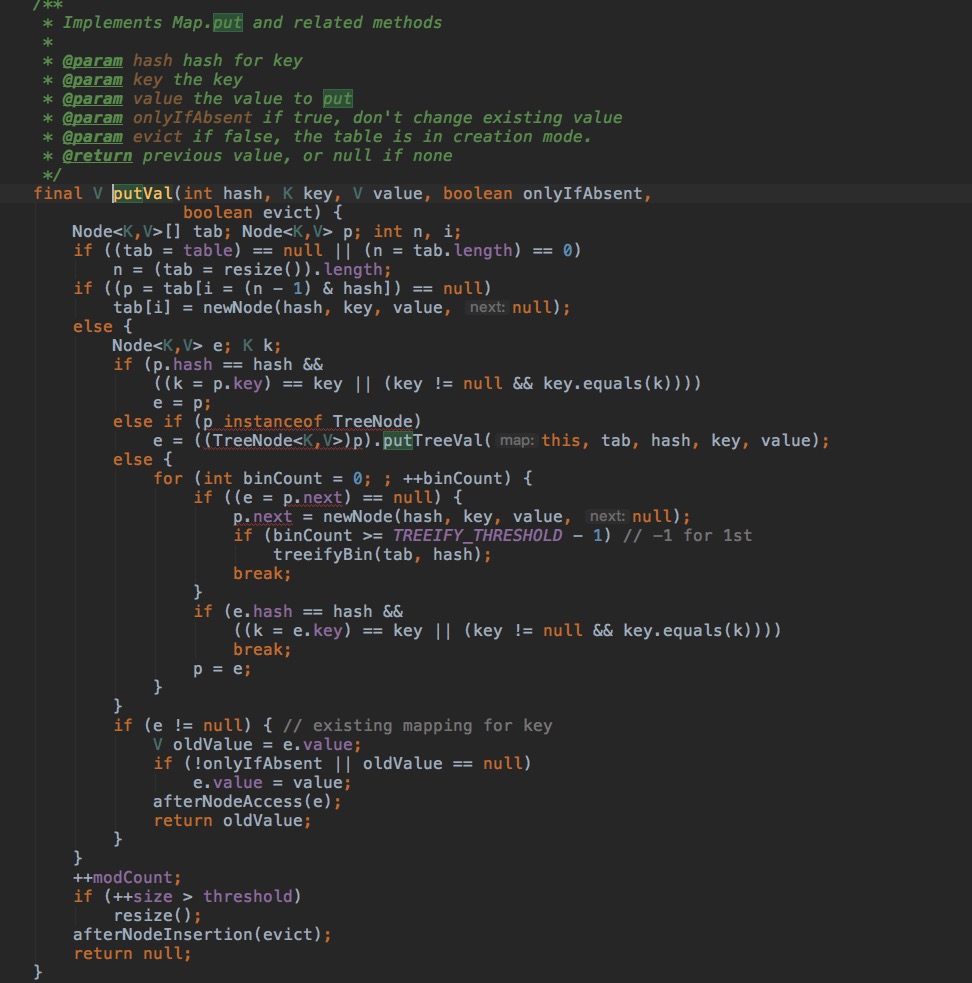 /**
 * Implements Map.put and related methods
 *
 * @param hash hash for key
 * @param key the key
 * @param value the value to put
 * @param onlyIfAbsent if true, don't change existing value
 * @param evict if false, the table is in creation mode.
 * @return previous value, or null if none
 */
final V putVal(int hash, K key, V value, boolean onlyIfAbsent,
               boolean evict) {
    Node<K,V>[] tab; Node<K,V> p; int n, i;
    if ((tab = table) == null || (n = tab.length) == 0)
        n = (tab = resize()).length;
    if ((p = tab[i = (n - 1) & hash]) == null)
        tab[i] = newNode(hash, key, value, next: null);
    else {
        Node<K,V> e; K k;
        if (p.hash == hash &&
            ((k = p.key) == key || (key != null && key.equals(k))))
            e = p;
        else if (p instanceof TreeNode)
            e = ((TreeNode<K,V>)p).putTreeVal( map: this, tab, hash, key, value);
        else {
            for (int binCount = 0; ; ++binCount) {
                if ((e = p.next) == null) {
                    p.next = newNode(hash, key, value, next: null);
                    if (binCount >= TREEIFY_THRESHOLD - 1) // -1 for 1st
                        treeifyBin(tab, hash);
                    break;
                }
                if (e.hash == hash &&
                    ((k = e.key) == key || (key != null && key.equals(k))))
                    break;
                p = e;
            }
        }
        if (e != null) { // existing mapping for key
            V oldValue = e.value;
            if (!onlyIfAbsent || oldValue == null)
                e.value = value;
            afterNodeAccess(e);
            return oldValue;
        }
    }
    ++modCount;
    if (++size > threshold)
        resize();
    afterNodeInsertion(evict);
    return null;
}